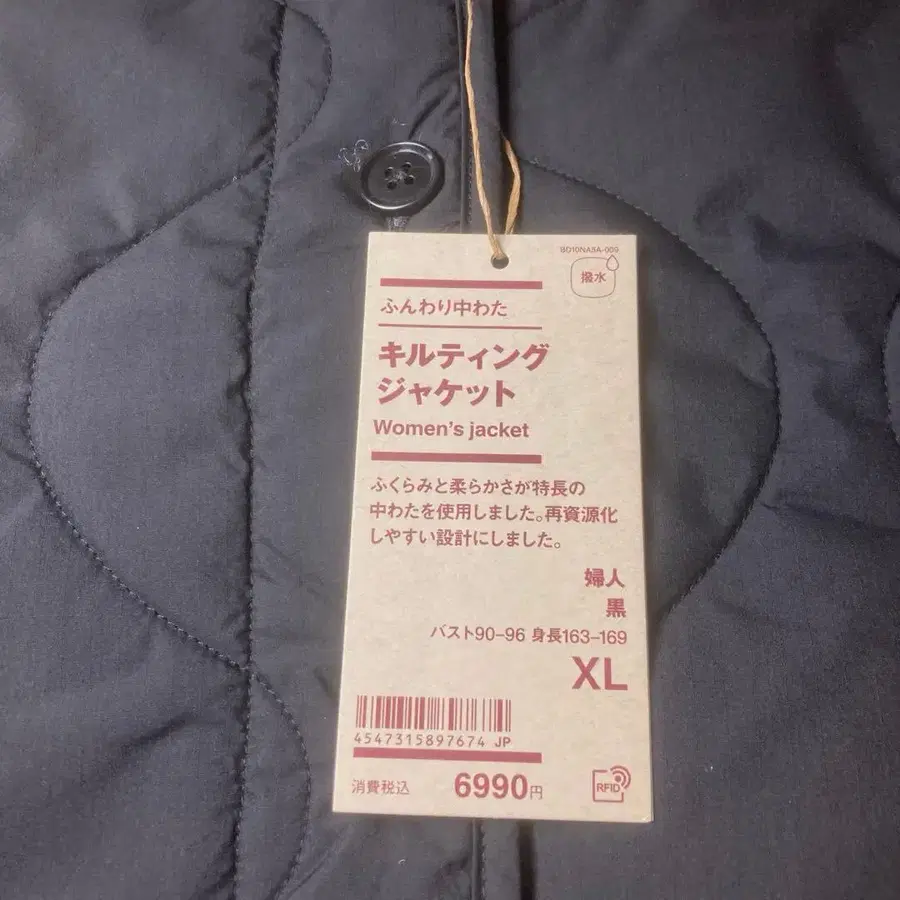 BD10NA5A-009
撥水
ふんわり中わた
キルティング
ジャケット
Women's jacket
ふくらみと柔らかさが特長の
中わたを使用しました。再資源化
しやすい設計にしました。
婦人
黒
バスト90–96 身長163–169
XL
4547315897674 JP
消費税込 6990円
RFID